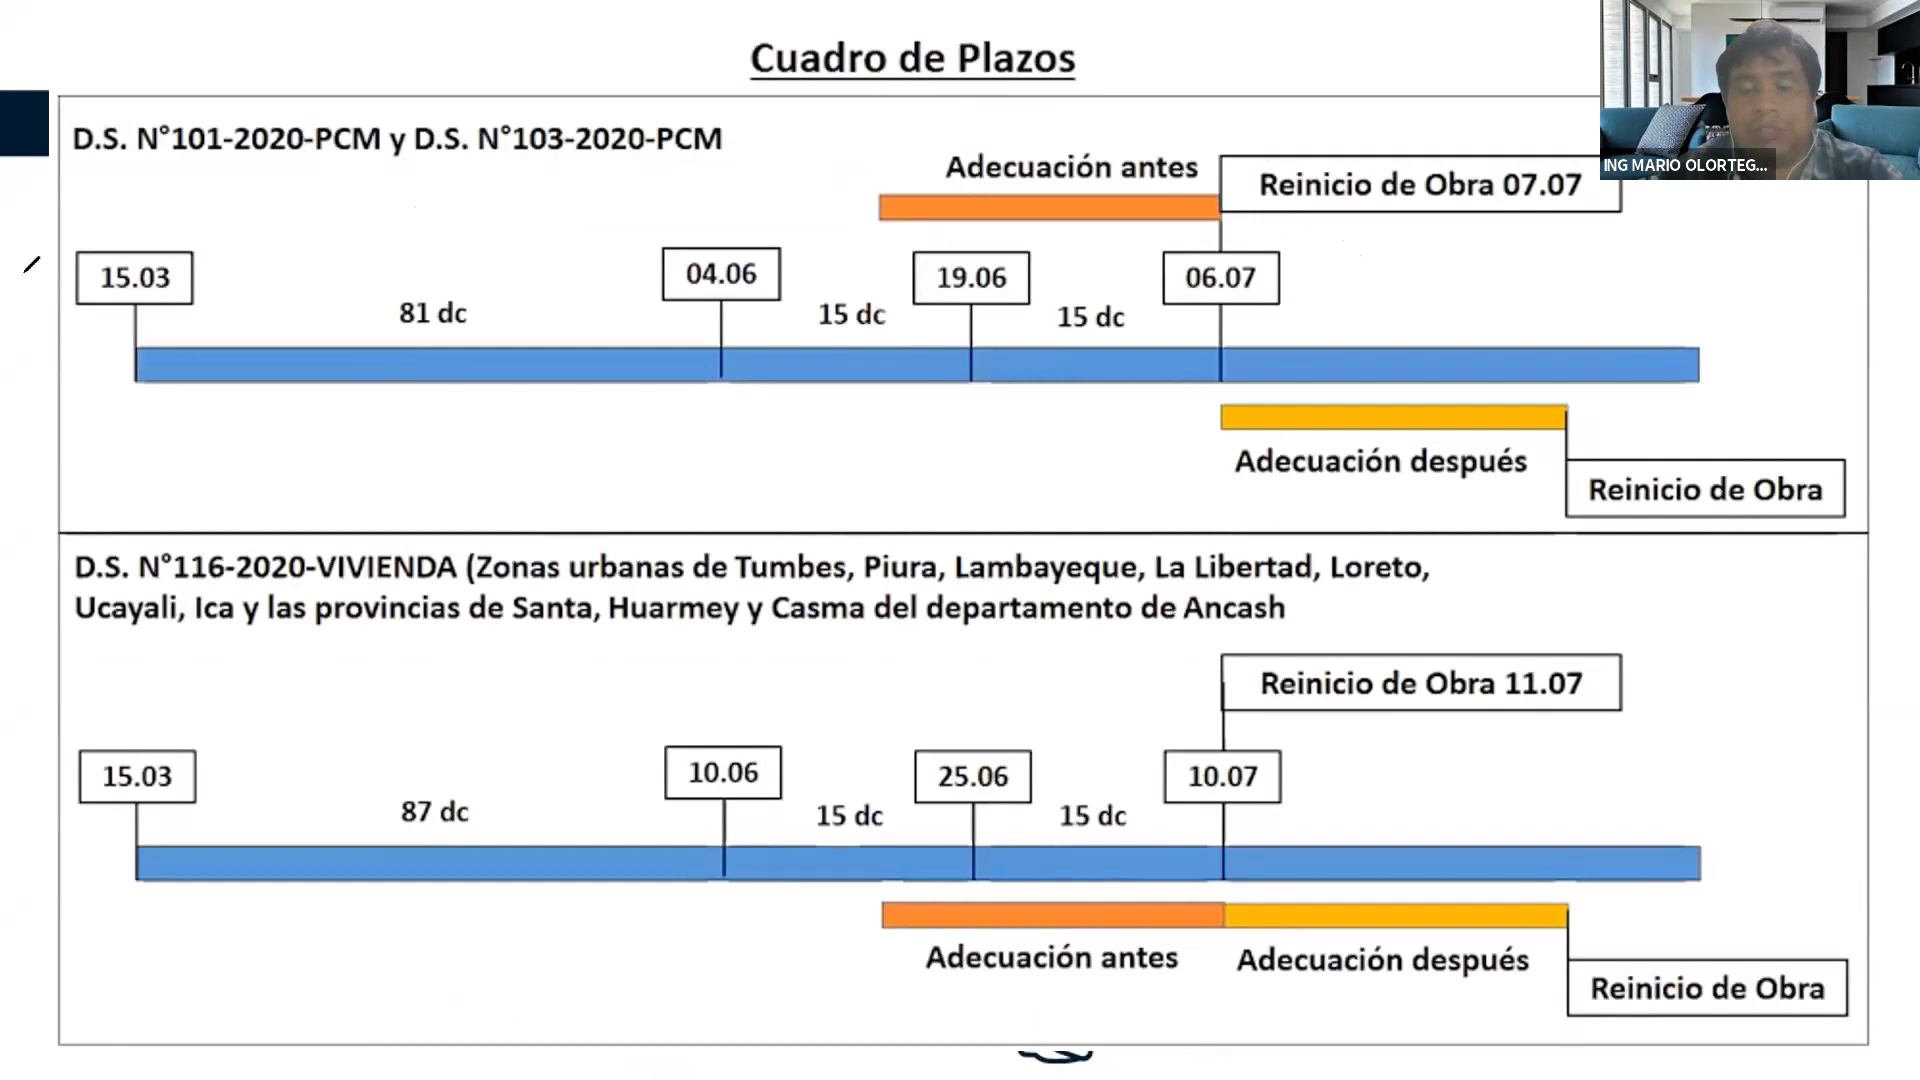 Cuadro de Plazos
ING MARIO OLORTEG...
D.S. N°101-2020-PCM y D.S. N°103-2020-PCM
Adecuación antes
Reinicio de Obra 07.07
15.03
04.06
19.06
06.07
81 dc
15 dc
15 dc
Adecuación después
Reinicio de Obra
D.S. N°116-2020-VIVIENDA (Zonas urbanas de Tumbes, Piura, Lambayeque, La Libertad, Loreto,
Ucayali, Ica y las provincias de Santa, Huarmey y Casma del departamento de Ancash
Reinicio de Obra 11.07
15.03
10.06
25.06
10.07
87 dc
15 dc
15 dc
Adecuación antes
Adecuación después
Reinicio de Obra